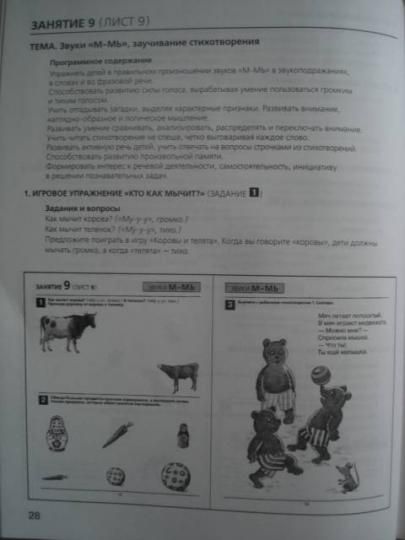 ЗАНЯТИЕ 9 (ЛИСТ 9)
ТЕМА. Звуки «М–МЬ», заучивание стихотворения
Программное содержание
Упражнять детей в правильном произношении звуков «М–МЬ» в звукоподражаниях,
в словах и во фразовой речи.
Способствовать развитию силы голоса, вырабатывая умение пользоваться громким
и тихим голосом.
Учить отгадывать загадки, выделяя характерные признаки. Развивать внимание,
наглядно-образное и логическое мышление.
Развивать умение сравнивать, анализировать, распределять и переключать внимание.
Учить читать стихотворение не спеша, четко выговаривая каждое слово.
Развивать активную речь детей, учить отвечать на вопросы строчками из стихотворений.
Способствовать развитию произвольной памяти.
Формировать интерес к речевой деятельности, самостоятельность, инициативу
в решении познавательных задач.
1. ИГРОВОЕ УПРАЖНЕНИЕ «КТО КАК МЫЧИТ?» (ЗАДАНИЕ 1)
Задания и вопросы
Как мычит корова? («Му-у-у», громко.)
Как мычит теленок? («Му-у-у», тихо.)
Предложите поиграть в игру «Коровы и телята». Когда вы говорите «коровы», дети должны
мычать громко, а когда «телята» — тихо.
ЗАНЯТИЕ 9 (ЛИСТ 9)
ЗВУКИ М–МЬ
1
Как мычит корова?
2
ЗВУКИ М–МЬ
3
Мяч летает полосатый,
В мяч играют медвежата.
— Можно мне? —
Спросила мышка.
— Что ты!
Ты ещё малышка.
28